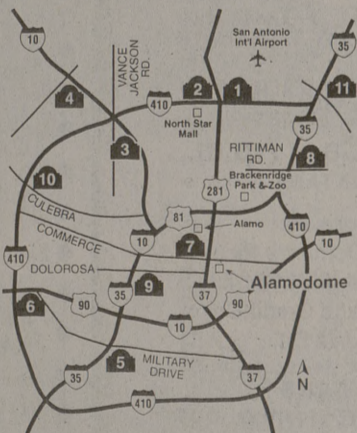 San Antonio
Int'l Airport
10
35
VANCE
JACKSON
RD.
4
2
1
11
410
North Star
Mall
35
3
RITTIMAN
RD.
8
10
Brackenridge
Park & Zoo
281
CULEBRA
81
Alamo
COMMERCE
10
7
10
410
DOLOROSA
Alamodome
35
9
37
90
6
90
10
MILITARY
DRIVE
5
35
37
N
410